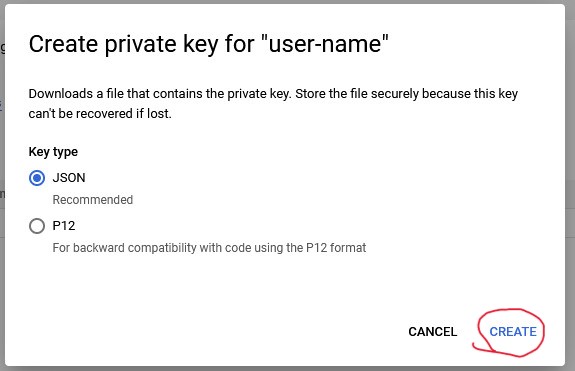 Create private key for "user-name"
Downloads a file that contains the private key. Store the file securely because this key
can't be recovered if lost.
Key type
JSON
Recommended
P12
For backward compatibility with code using the P12 format
CANCEL CREATE